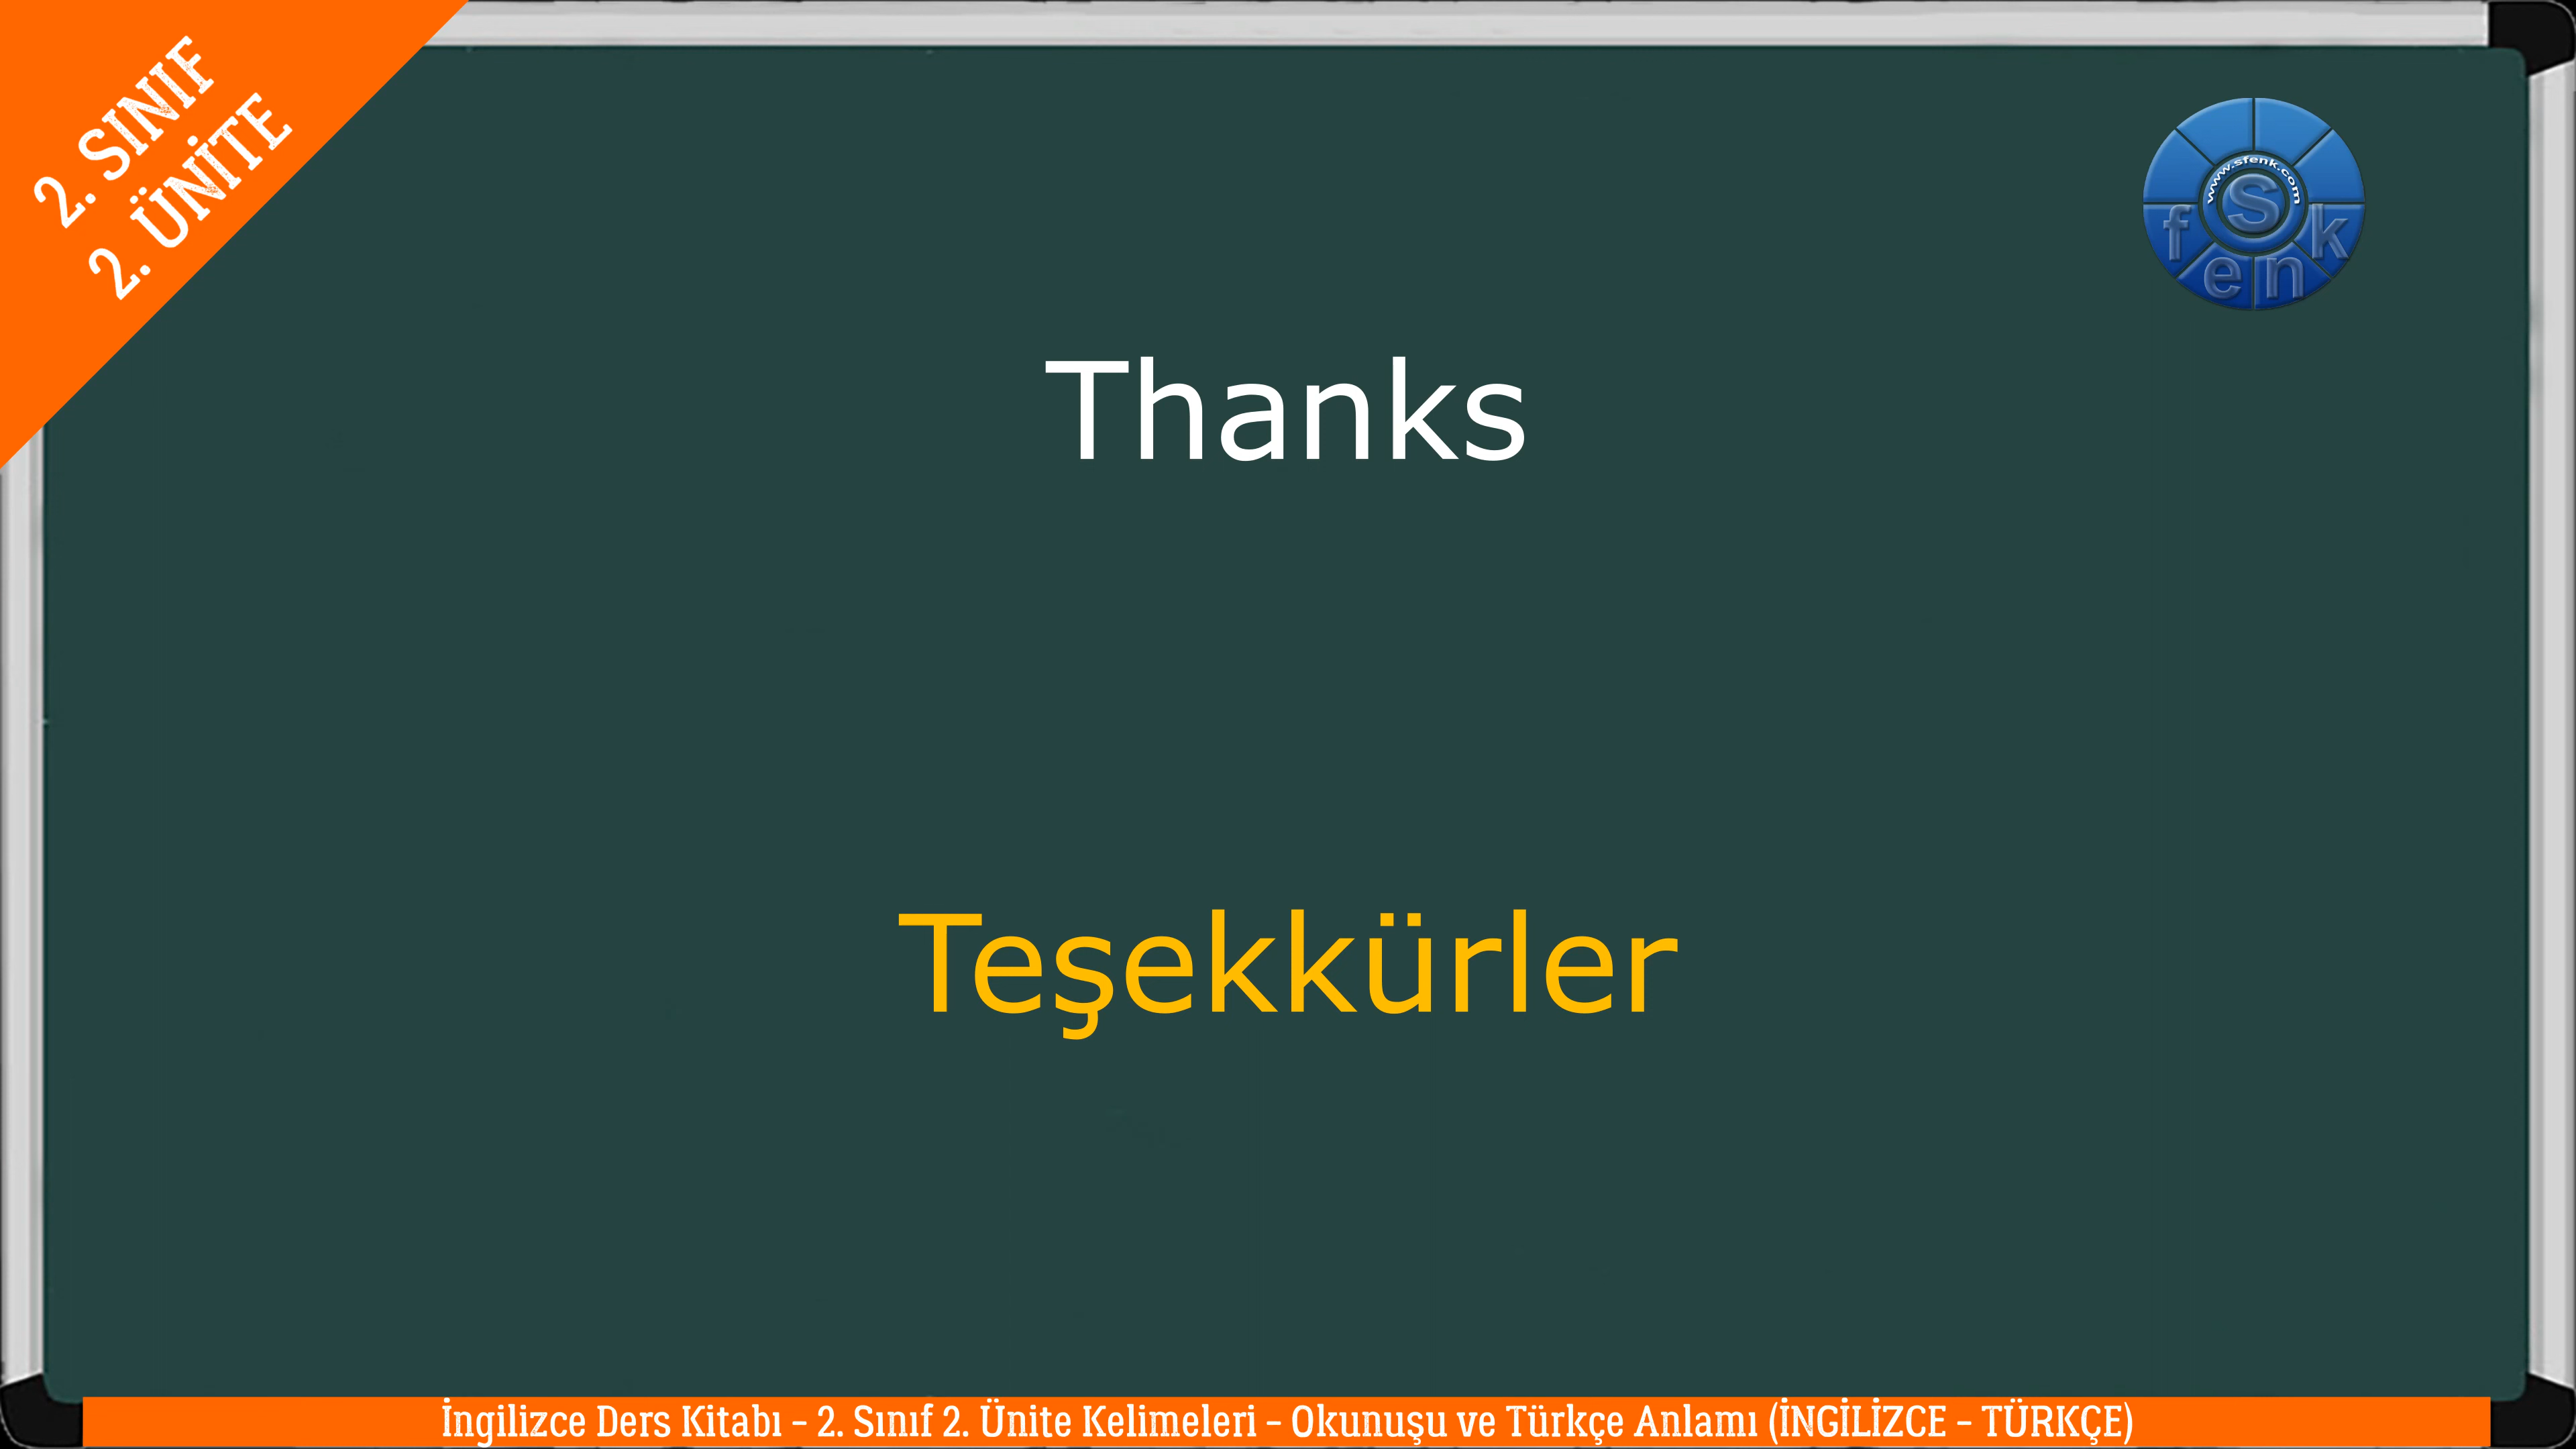 2. SINIF
2. ÜNİTE
www.sfenk.com
S
f e n k
Thanks
Teşekkürler
İngilizce Ders Kitabı - 2. Sınıf 2. Ünite Kelimeleri - Okunuşu ve Türkçe Anlamı (İNGİLİZCE - TÜRKÇE)